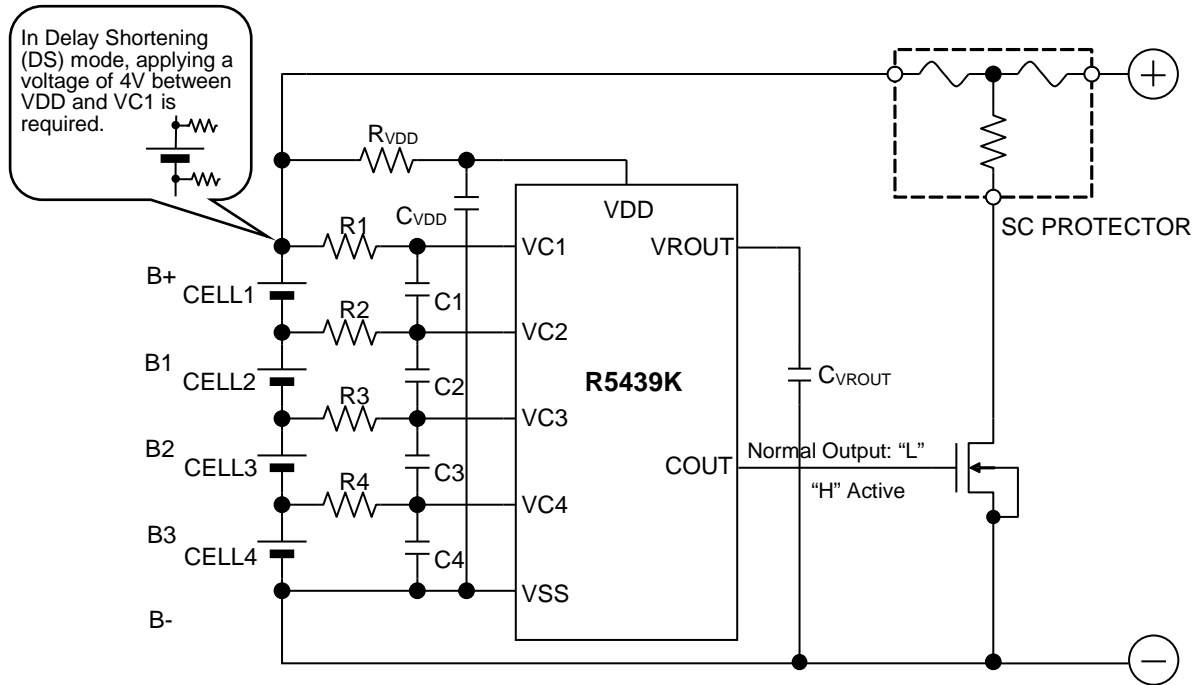 In Delay Shortening
(DS) mode, applying a
voltage of 4V between
VDD and VC1 is
required.
+
RVDD
CVDD
VDD
SC PROTECTOR
R1
VC1
VROUT
B+
CELL1
C1
R2
VC2
B1
CELL2
C2
R5439K
CVROUT
R3
VC3
B2
CELL3
C3
COUT
Normal Output: “L”
“H” Active
R4
VC4
B3
CELL4
C4
VSS
B-
−